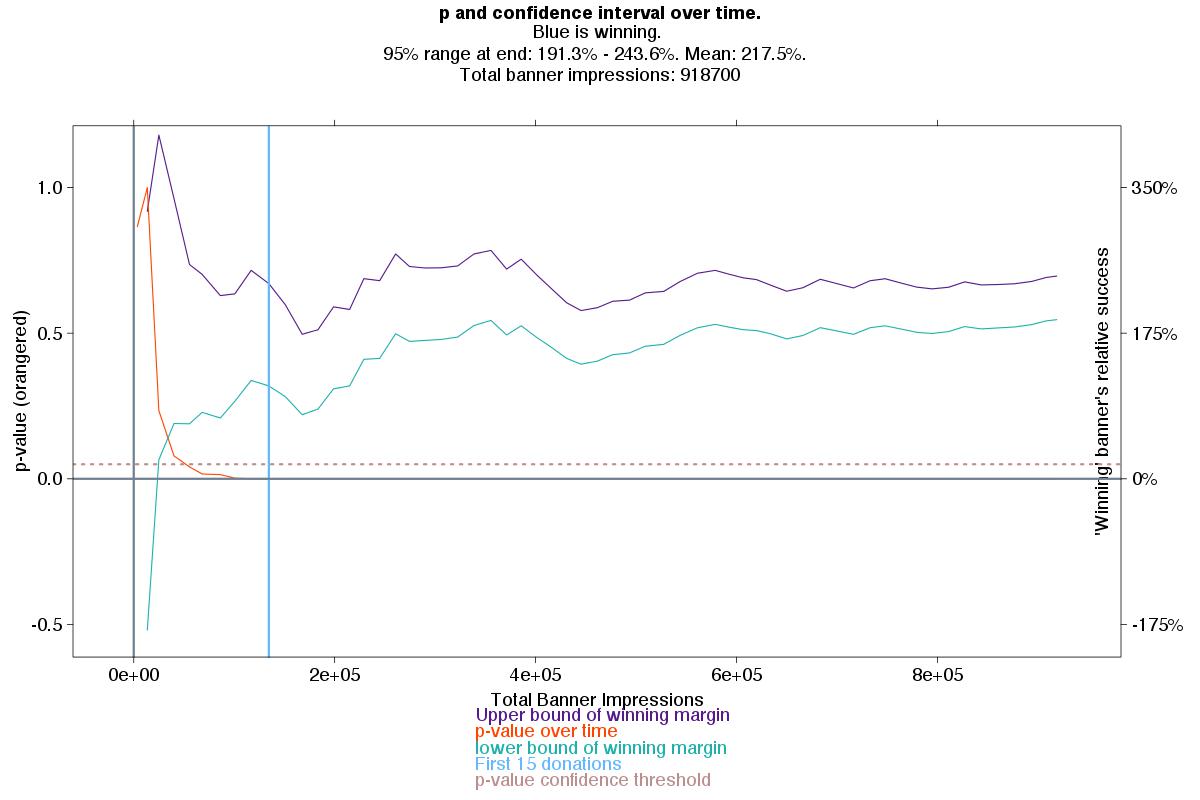 p and confidence interval over time.
Blue is winning.
95% range at end: 191.3% - 243.6%. Mean: 217.5%.
Total banner impressions: 918700
p-value (orangered)
1.0
0.5
0.0
-0.5
350%
175%
0%
-175%
'Winning' banner's relative success
0e+00
2e+05
4e+05
6e+05
8e+05
Total Banner Impressions
Upper bound of winning margin
p-value over time
lower bound of winning margin
First 15 donations
p-value confidence threshold